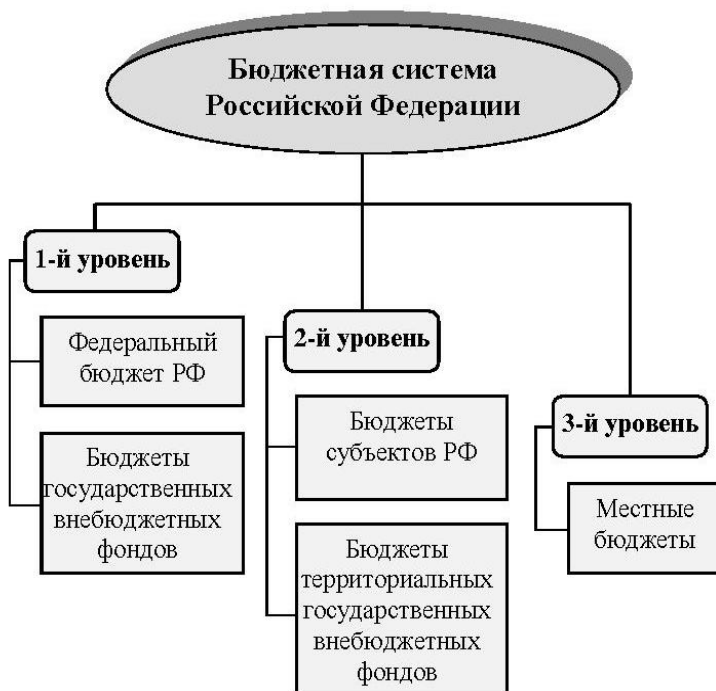 Бюджетная система
Российской Федерации
1-й уровень
Федеральный
бюджет РФ
Бюджеты
государственных
внебюджетных
фондов
2-й уровень
Бюджеты
субъектов РФ
Бюджеты
территориальных
государственных
внебюджетных
фондов
3-й уровень
Местные
бюджеты